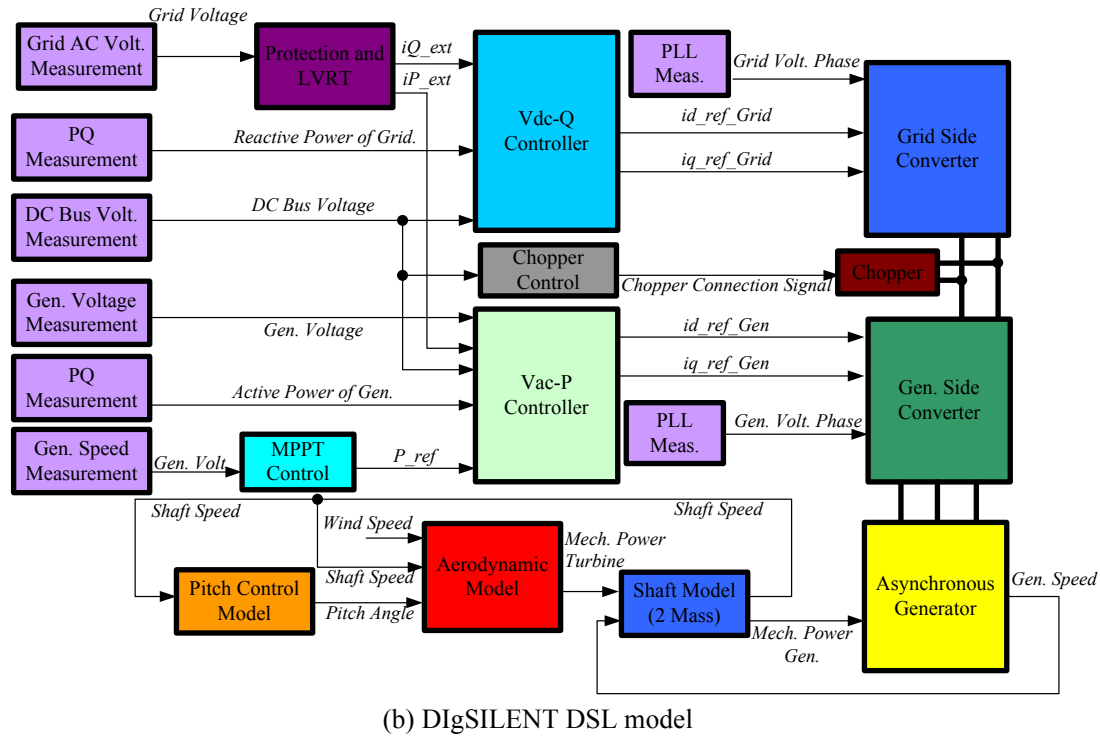 Grid Voltage
Grid AC Volt.
Measurement
Protection and
LVRT
iQ_ext
iP_ext
Vdc-Q
Controller
PLL
Meas.
Grid Volt. Phase
id_ref_Grid
iq_ref_Grid
Grid Side
Converter
PQ
Measurement
Reactive Power of Grid.
DC Bus Volt.
Measurement
DC Bus Voltage
Chopper
Control
Chopper Connection Signal
Chopper
Gen. Voltage
Measurement
Gen. Voltage
Vac-P
Controller
id_ref_Gen
iq_ref_Gen
Gen. Side
Converter
PQ
Measurement
Active Power of Gen.
PLL
Meas.
Gen. Volt. Phase
Gen. Speed
Measurement
Gen. Volt
MPPT
Control
P_ref
Shaft Speed
Wind Speed
Shaft Speed
Pitch Control
Model
Pitch Angle
Aerodynamic
Model
Mech. Power
Turbine
Shaft Speed
Shaft Model
(2 Mass)
Mech. Power
Gen.
Asynchronous
Generator
Gen. Speed
(b) DIgSILENT DSL model